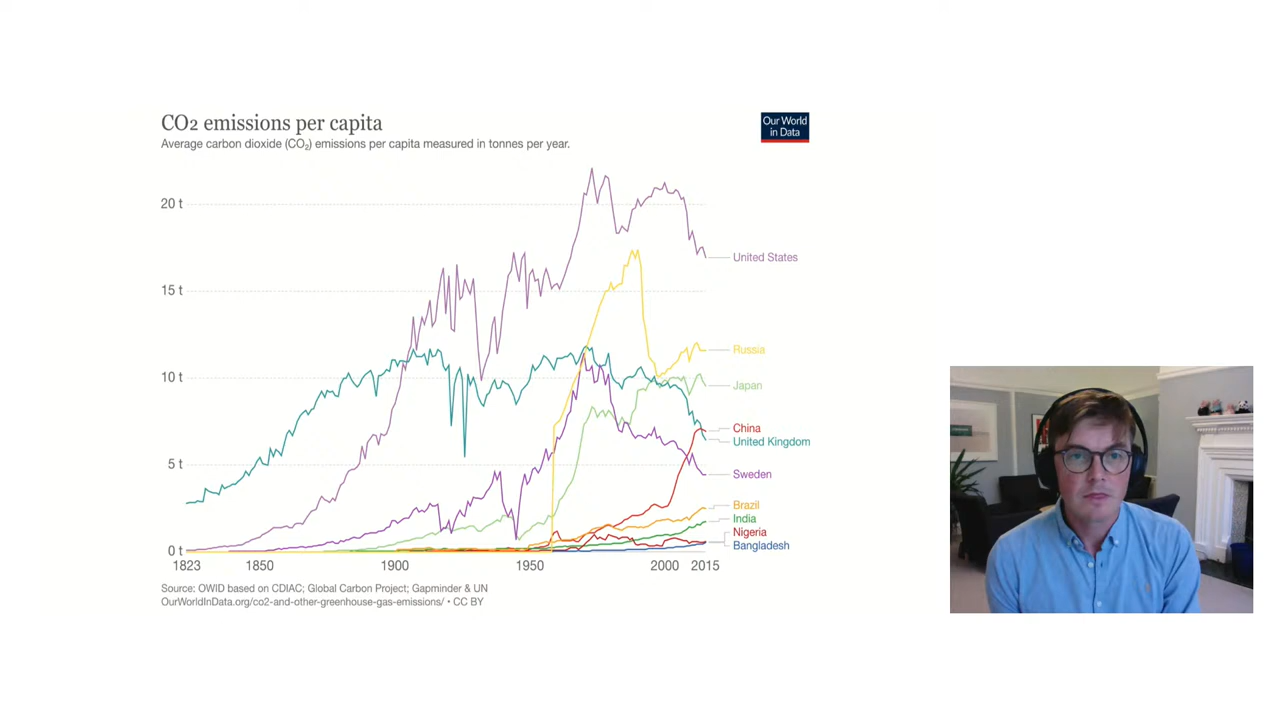 CO2 emissions per capita
Average carbon dioxide (CO₂) emissions per capita measured in tonnes per year.
Our World
in Data
20 t
15 t
10 t
5 t
0 t
United States
Russia
Japan
China
United Kingdom
Sweden
Brazil
India
Nigeria
Bangladesh
1823
1850
1900
1950
2000
2015
Source: OWID based on CDIAC; Global Carbon Project; Gapminder & UN
OurWorldInData.org/co2-and-other-greenhouse-gas-emissions/ • CC BY